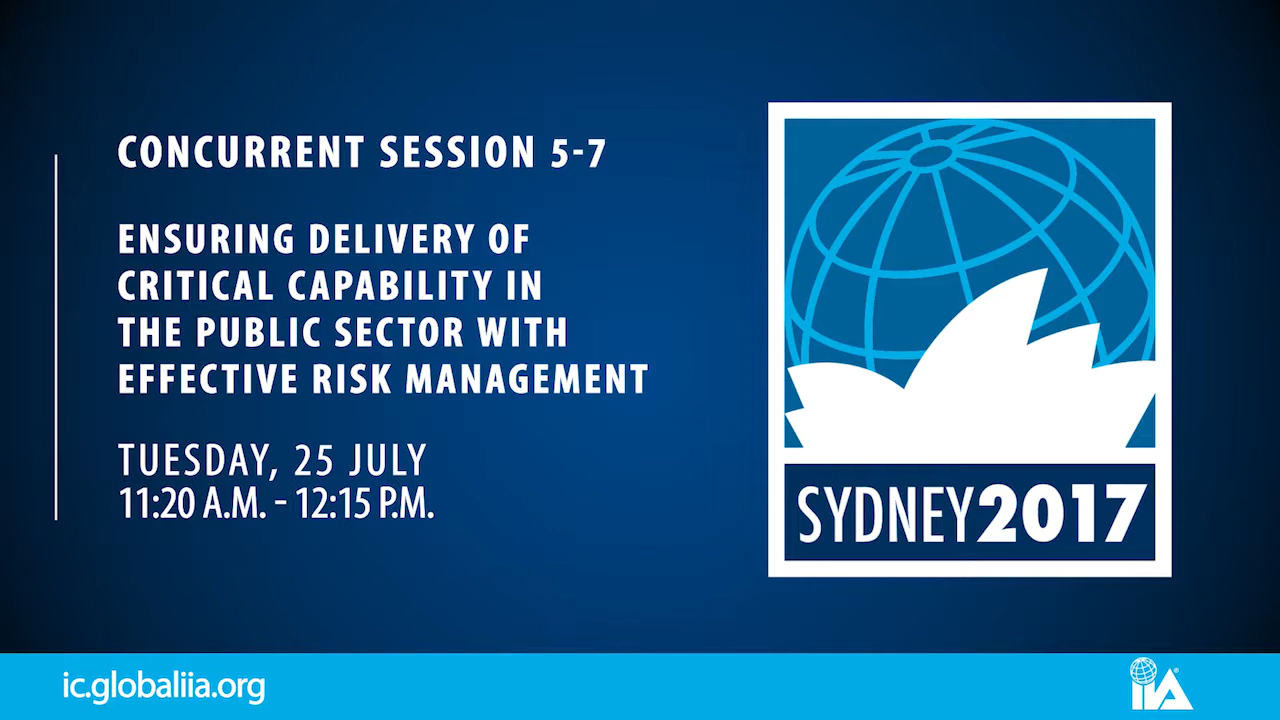 CONCURRENT SESSION 5-7
ENSURING DELIVERY OF
CRITICAL CAPABILITY IN
THE PUBLIC SECTOR WITH
EFFECTIVE RISK MANAGEMENT
TUESDAY, 25 JULY
11:20 A.M. - 12:15 P.M.
SYDNEY2017
ic.globaliia.org
IIA®